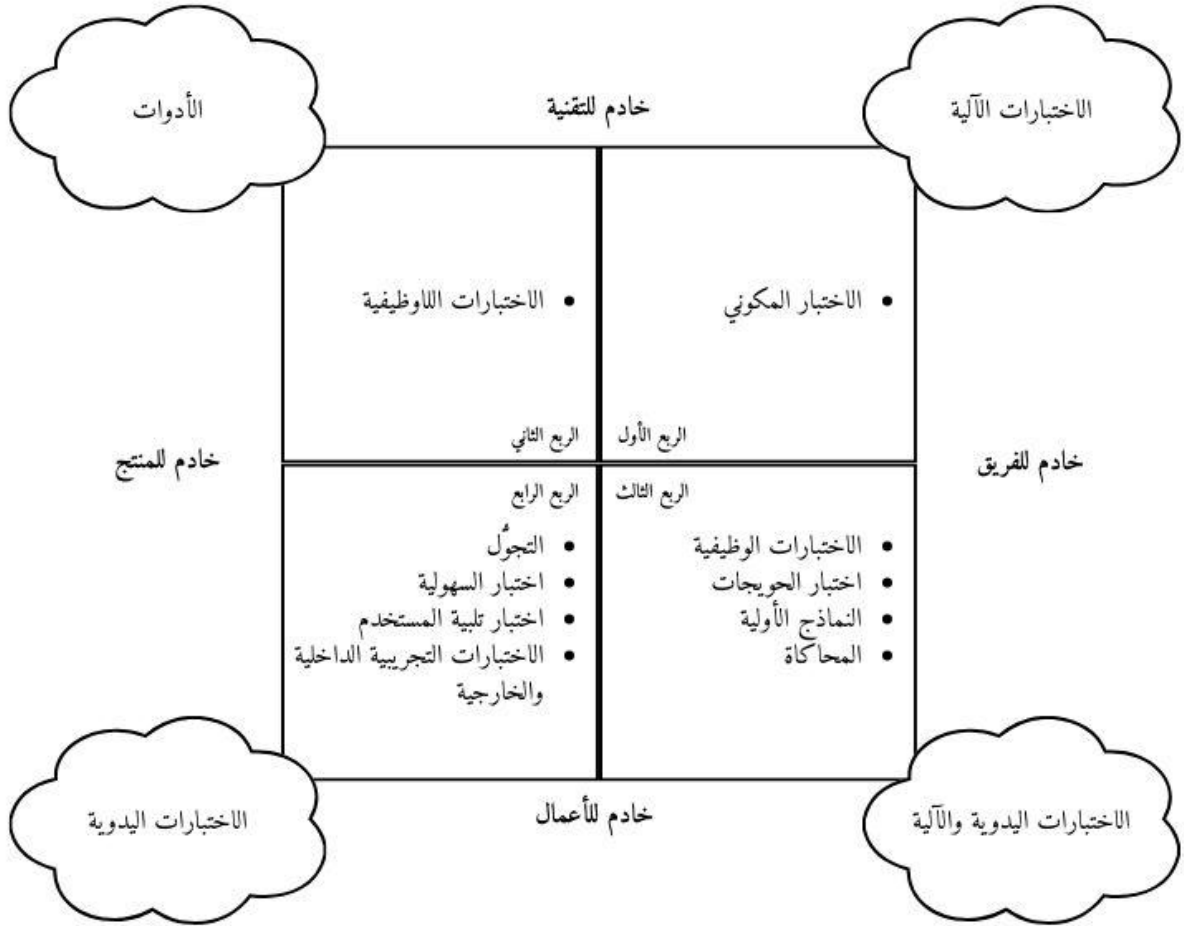 الاختبارات الآلية
الأدوات
خادم للتقنية
الاختبار المكوني
الاختبارات اللاوظيفية
الربع الأول
الربع الثاني
خادم للفريق
خادم للمنتج
الربع الثالث
الاختبارات الوظيفية
اختبار الحويجات
النماذج الأولية
المحاكاة
الربع الرابع
التجوُّل
اختبار السهولية
اختبار تلبية المستخدم
الاختبارات التجريبية الداخلية
والخارجية
خادم للأعمال
الاختبارات اليدوية والآلية
الاختبارات اليدوية